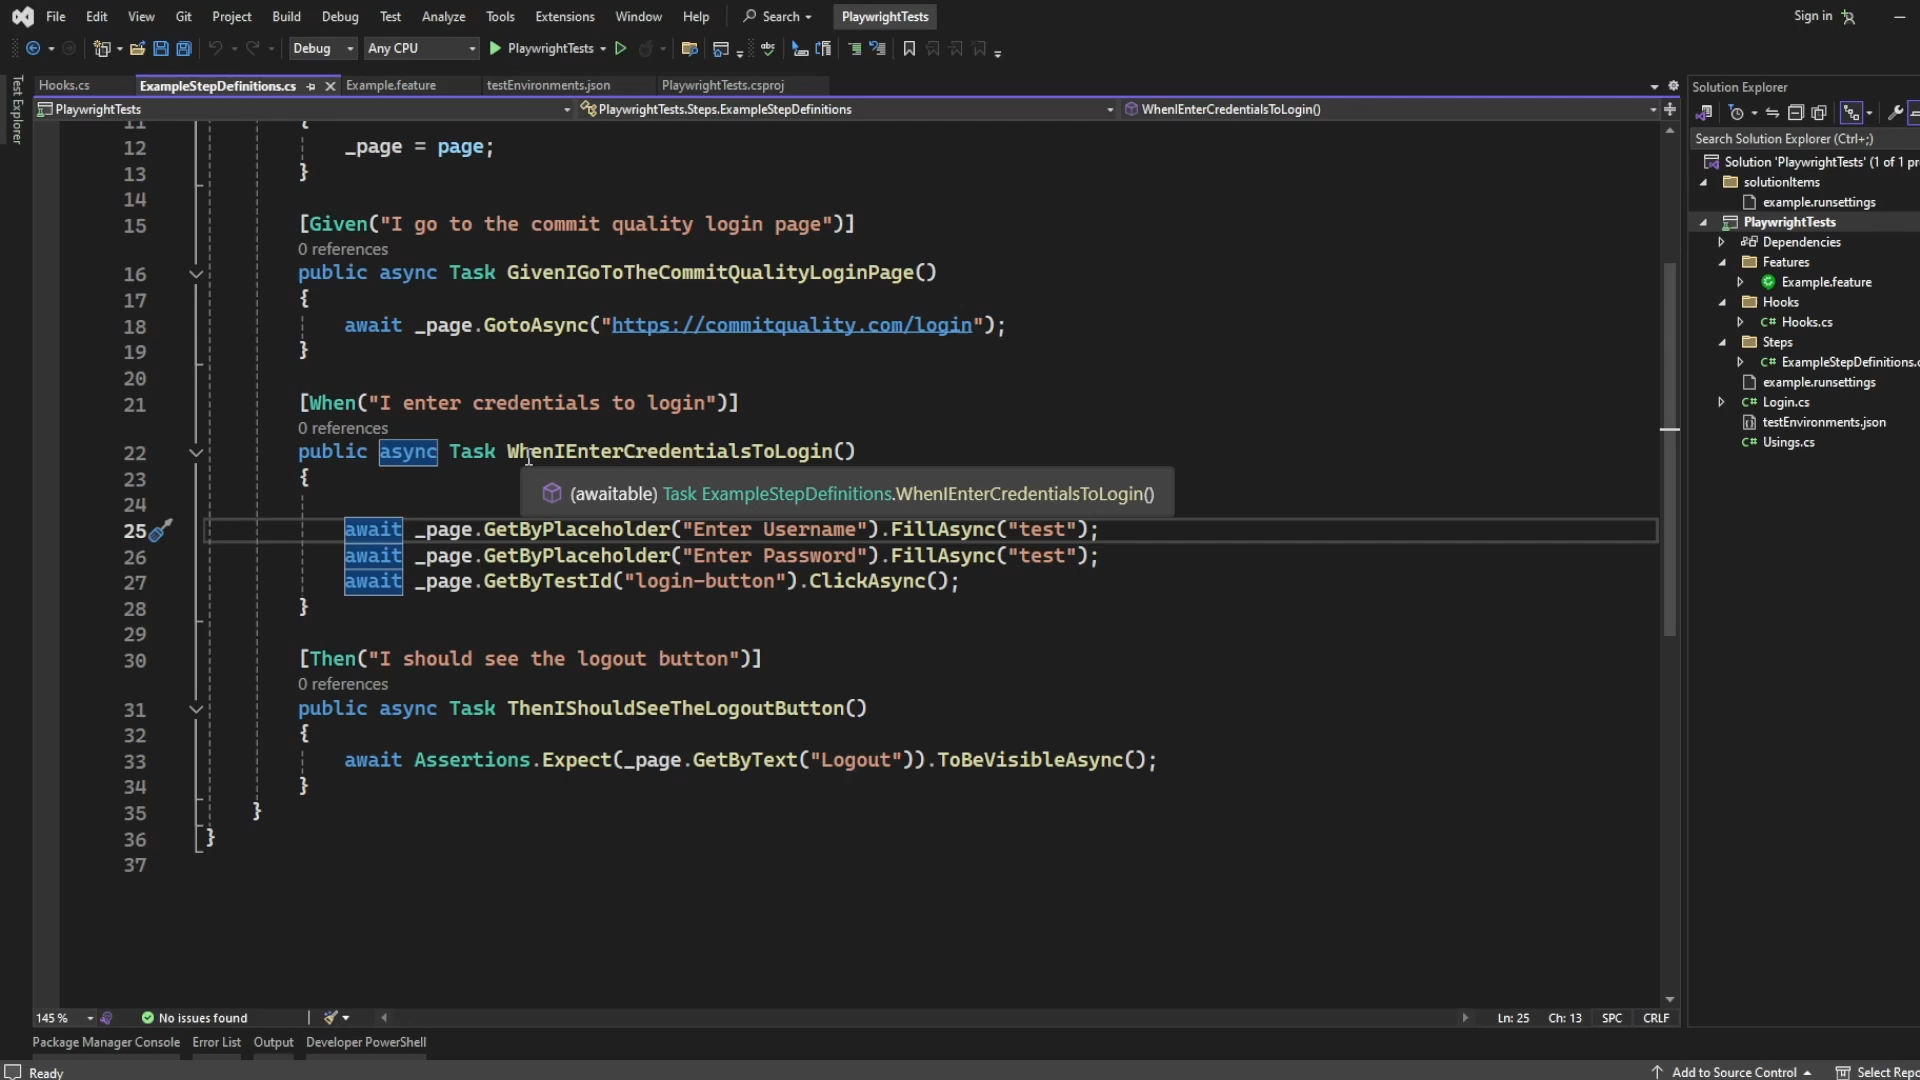 File Edit View Git Project Build Debug Test Analyze Tools Extensions Window Help Search PlaywrightTests Sign in
Debug Any CPU PlaywrightTests
Test Explorer
Hooks.cs ExampleStepDefinitions.cs Example.feature testEnvironments.json PlaywrightTests.csproj
PlaywrightTests PlaywrightTests.Steps.ExampleStepDefinitions WhenIEnterCredentialsToLogin()
11 {
12 _page = page;
13 }
14
15 [Given("I go to the commit quality login page")]
0 references
16 public async Task GivenIGoToTheCommitQualityLoginPage()
17 {
18 await _page.GotoAsync("https://commitquality.com/login");
19 }
20
21 [When("I enter credentials to login")]
0 references
22 public async Task WhenIEnterCredentialsToLogin()
23 {
(awaitable) Task ExampleStepDefinitions.WhenIEnterCredentialsToLogin()
24
25 await _page.GetByPlaceholder("Enter Username").FillAsync("test");
26 await _page.GetByPlaceholder("Enter Password").FillAsync("test");
27 await _page.GetByTestId("login-button").ClickAsync();
28 }
29
30 [Then("I should see the logout button")]
0 references
31 public async Task ThenIShouldSeeTheLogoutButton()
32 {
33 await Assertions.Expect(_page.GetByText("Logout")).ToBeVisibleAsync();
34 }
35 }
36 }
37
145 % No issues found Ln: 25 Ch: 13 SPC CRLF
Package Manager Console Error List Output Developer PowerShell
Ready Add to Source Control Select Repo
Solution Explorer
Search Solution Explorer (Ctrl+;)
Solution 'PlaywrightTests' (1 of 1 pr
solutionItems
example.runsettings
PlaywrightTests
Dependencies
Features
Example.feature
Hooks
C# Hooks.cs
Steps
C# ExampleStepDefinitions.c
example.runsettings
C# Login.cs
testEnvironments.json
C# Usings.cs